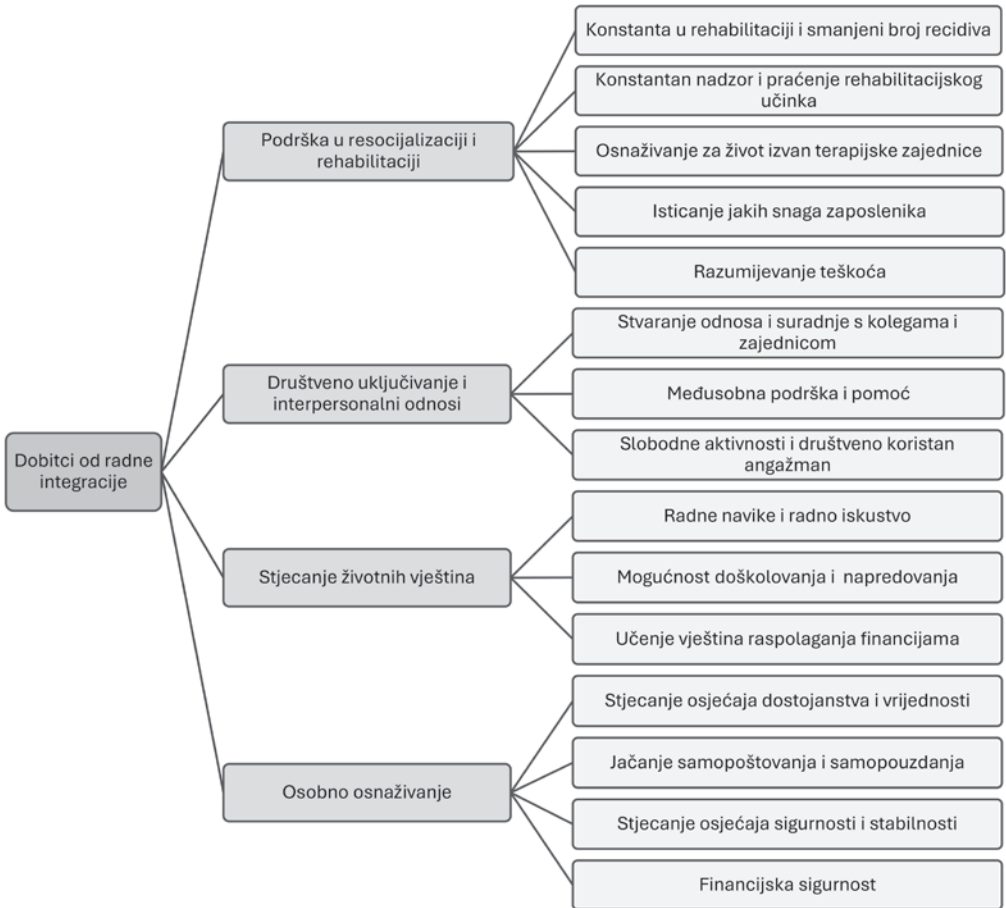 Dobitci od radne
integracije
Podrška u resocijalizaciji i
rehabilitaciji
Konstanta u rehabilitaciji i smanjeni broj recidiva
Konstantan nadzor i praćenje rehabilitacijskog
učinka
Osnaživanje za život izvan terapijske zajednice
Isticanje jakih snaga zaposlenika
Razumijevanje teškoća
Društveno uključivanje i
interpersonalni odnosi
Stvaranje odnosa i suradnje s kolegama i
zajednicom
Međusobna podrška i pomoć
Slobodne aktivnosti i društveno koristan
angažman
Stjecanje životnih vještina
Radne navike i radno iskustvo
Mogućnost doškolovanja i napredovanja
Učenje vještina raspolaganja financijama
Osobno osnaživanje
Stjecanje osjećaja dostojanstva i vrijednosti
Jačanje samopoštovanja i samopouzdanja
Stjecanje osjećaja sigurnosti i stabilnosti
Financijska sigurnost